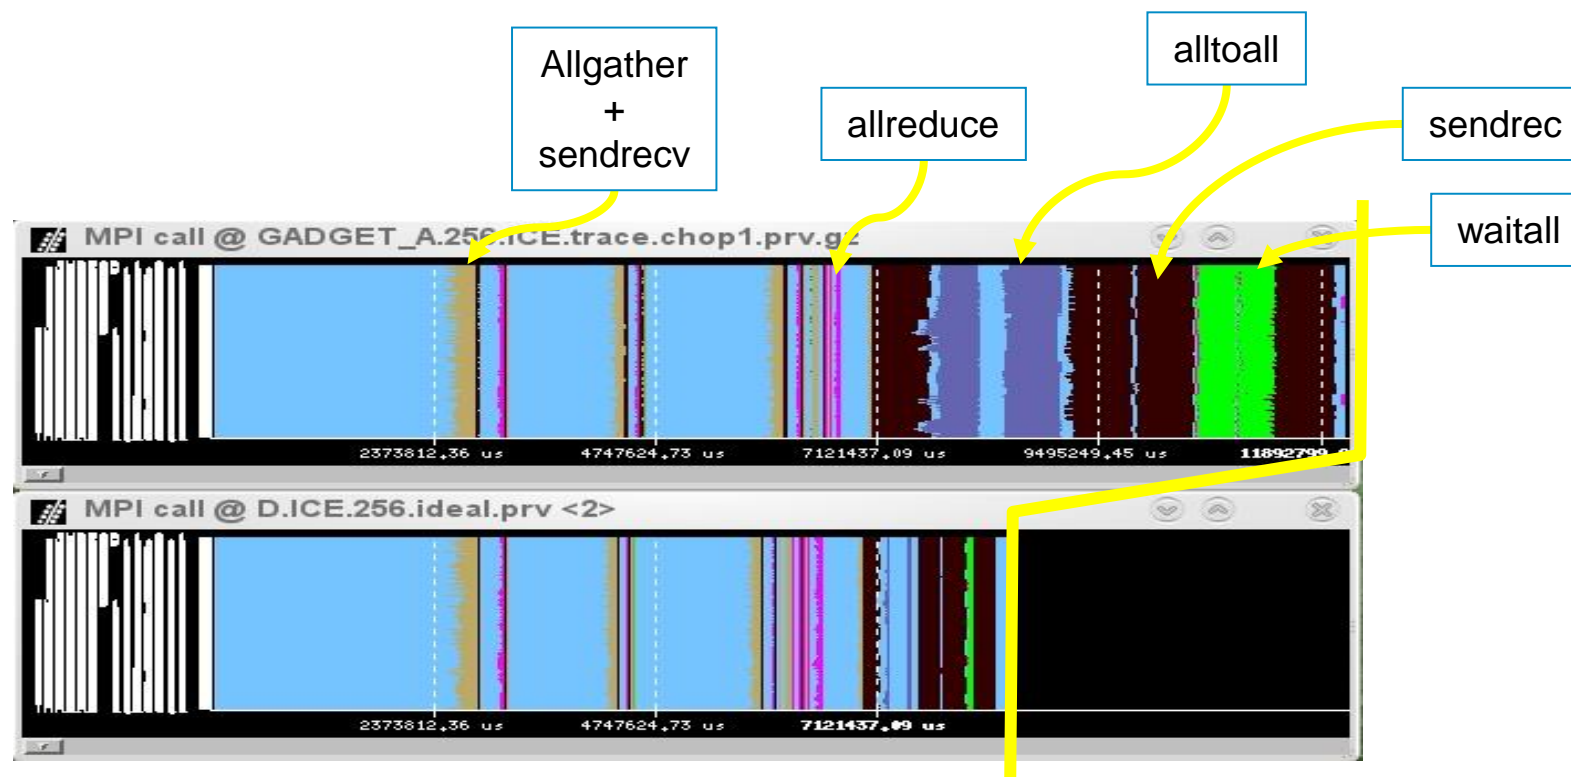 Allgather
+
sendrecv
allreduce
alltoall
sendrec
waitall
MPI call @ GADGET_A.256.ICE.trace.chop1.prv.gz
2373812,36 us
4747624,73 us
7121437,09 us
9495249,45 us
11892799,
MPI call @ D.ICE.256.ideal.prv <2>
2373812,36 us
4747624,73 us
7121437,09 us